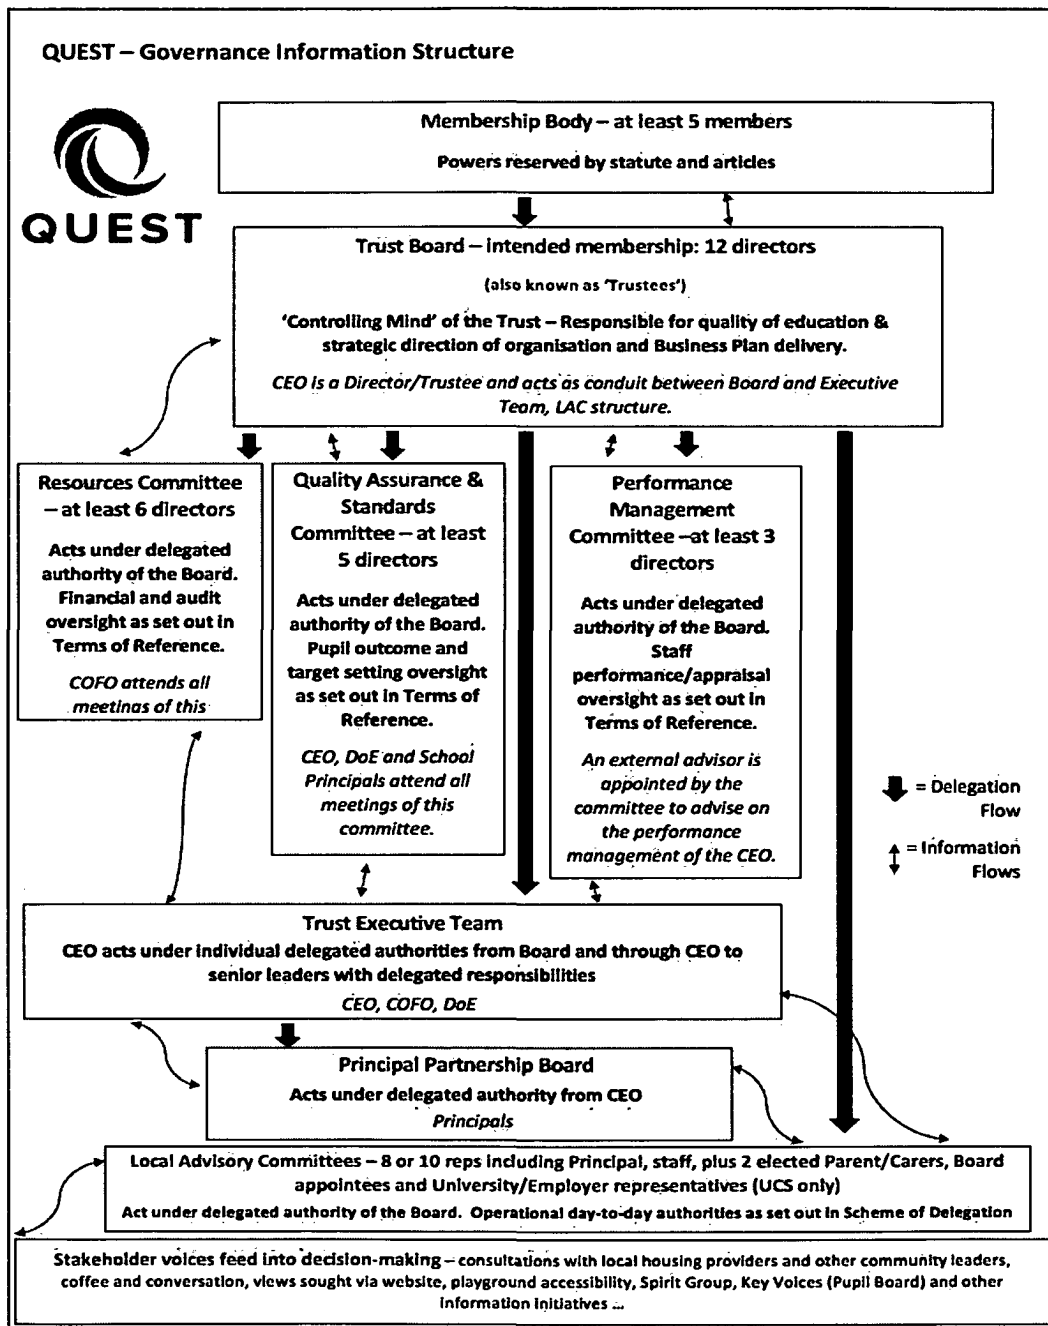 QUEST – Governance Information Structure
QUEST
Membership Body – at least 5 members
Powers reserved by statute and articles
Trust Board – intended membership: 12 directors
(also known as 'Trustees')
'Controlling Mind' of the Trust – Responsible for quality of education &
strategic direction of organisation and Business Plan delivery.
CEO is a Director/Trustee and acts as conduit between Board and Executive
Team, LAC structure.
Resources Committee
– at least 6 directors
Acts under delegated
authority of the Board.
Financial and audit
oversight as set out in
Terms of Reference.
COFO attends all
meetings of this
Quality Assurance &
Standards
Committee – at least
5 directors
Acts under delegated
authority of the Board.
Pupil outcome and
target setting oversight
as set out in Terms of
Reference.
CEO, DoE and School
Principals attend all
meetings of this
committee.
Performance
Management
Committee –at least 3
directors
Acts under delegated
authority of the Board.
Staff
performance/appraisal
oversight as set out in
Terms of Reference.
An external advisor is
appointed by the
committee to advise on
the performance
management of the CEO.
= Delegation
Flow
= Information
Flows
Trust Executive Team
CEO acts under individual delegated authorities from Board and through CEO to
senior leaders with delegated responsibilities
CEO, COFO, DoE
Principal Partnership Board
Acts under delegated authority from CEO
Principals
Local Advisory Committees – 8 or 10 reps including Principal, staff, plus 2 elected Parent/Carers, Board
appointees and University/Employer representatives (UCS only)
Act under delegated authority of the Board. Operational day-to-day authorities as set out in Scheme of Delegation
Stakeholder voices feed into decision-making – consultations with local housing providers and other community leaders,
coffee and conversation, views sought via website, playground accessibility, Spirit Group, Key Voices (Pupil Board) and other
information initiatives ...